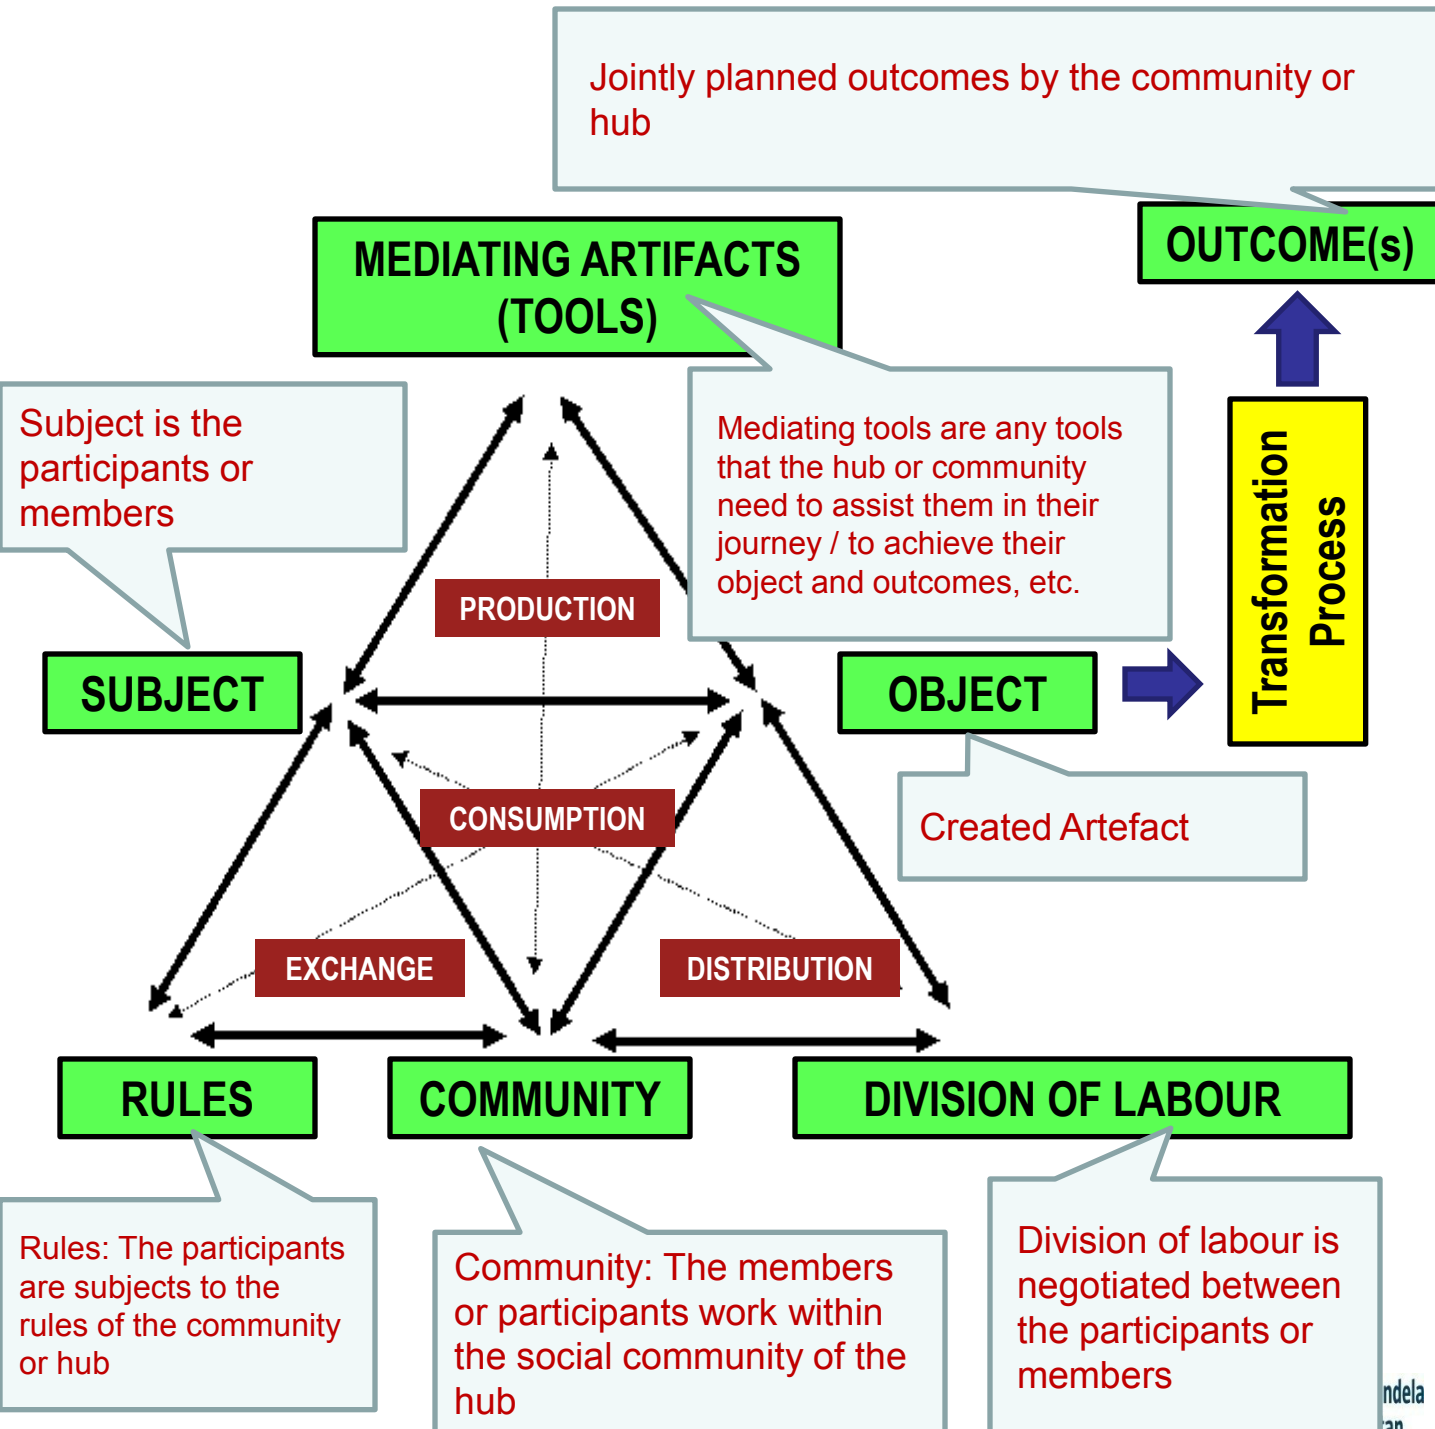 Jointly planned outcomes by the community or
hub
MEDIATING ARTIFACTS
(TOOLS)
OUTCOME(s)
Subject is the
participants or
members
Mediating tools are any tools
that the hub or community
need to assist them in their
journey / to achieve their
object and outcomes, etc.
Transformation
Process
PRODUCTION
SUBJECT
OBJECT
CONSUMPTION
Created Artefact
EXCHANGE
DISTRIBUTION
RULES
COMMUNITY
DIVISION OF LABOUR
Rules: The participants
are subjects to the
rules of the community
or hub
Community: The members
or participants work within
the social community of the
hub
Division of labour is
negotiated between
the participants or
members
ndela